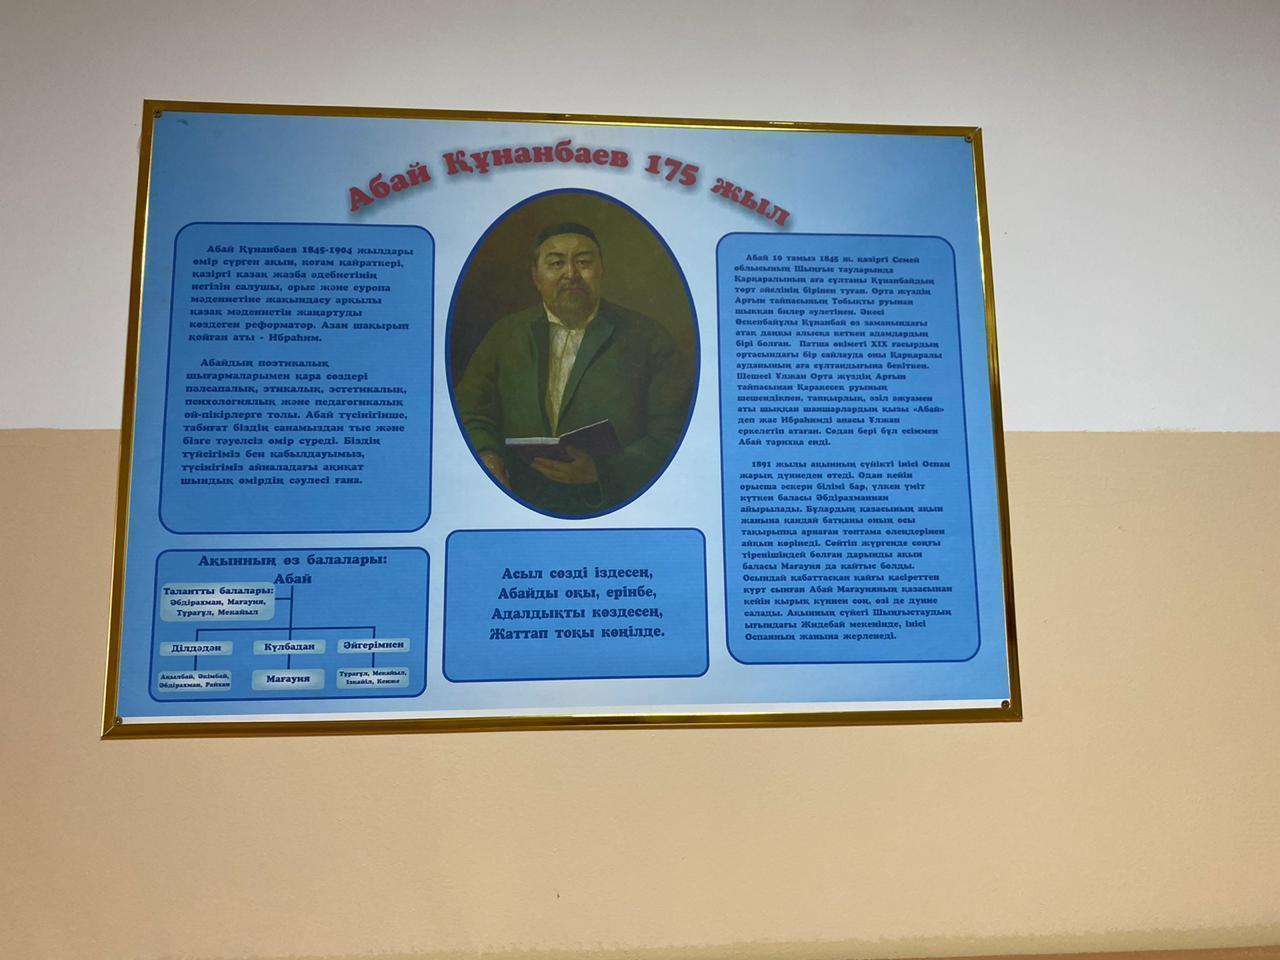 Абай Құнанбаев 175 жыл
Абай Құнанбаев 1845-1904 жылдары
өмір сүрген ақын, қоғам қайраткері,
қазіргі қазақ жазба әдебиетінің
негізін салушы, орыс және еуропа
мәдениетіне жақындасу арқылы
қазақ мәдениетін жаңартуды
көздеген реформатор. Азан шақырып
қойған аты - Ибраһим.
Абайдың поэтикалық
шығармаларымен қара сөздері
полсапалық, этикалық, эстетикалық,
психологиялық және педагогикалық
ой-пікірлерге толы. Абай түсінігінше,
табиғат біздің санамыздан тыс және
бізге тәуелсіз өмір сүреді. Біздің
түйсігіміз бен қабылдауымыз,
түсінігіміз айналадағы ақиқат
шындық өмірдің сәулесі ғана.
Ақынның өз балалары:
Абай
Талантты балалары:
Әбдірахман, Мағауия,
Тұрағұл, Мекайыл
Ділдәдән
Күлбадан
Әйгерімнен
Ақылбай, Әкімбай,
Әбдірахман, Райхан
Мағауия
Тұрағұл, Мекайыл,
Ізкайіл, Кенже
Асыл сөзді іздесең,
Абайды оқы, ерінбе,
Адалдықты көздесең,
Жаттап тоқы көңілде.
Абай 10 тамыз 1845 ж. қазіргі Семей
облысының Шыңғыс тауларында
Қарқаралының аға сұлтаны Құнанбайдың
төрт әйелінің бірінен туған. Орта жүздің
Арғын тайпасының Тобықты руынан
шыққан билер әулетінен. Әкесі
Өскенбайұлы Құнанбай өз заманындағы
атақ даңқы алысқа кеткен адамдардың
бірі болған. Патша өкіметі XIX ғасырдың
ортасындағы бір сайлауда оны Қарқаралы
ауданының аға сұлтандығына бекіткен.
Шешесі Ұлжан Орта жүздің Арғын
тайпасынан Қаракесек руының
шешендікпен, тапқырлық, әзіл әжуамен
аты шыққан шаншарлардың қызы «Абай»
деп жас Ибраһимді анасы Ұлжан
еркелетіп атаған. Содан бері бұл есіммен
Абай тарихқа енді.
1891 жылы ақынның сүйікті інісі Оспан
жарық дүниеден өтеді. Одан кейін
орысша әскери білімі бар, үлкен үміт
күткен баласы Әбдірахманнан
айырылады. Бұлардың қазасының ақын
жанына қандай батқаны оның осы
тақырыпқа арнаған топтама өлеңдерінен
айқын көрінеді. Сөйтіп жүргенде соңғы
тіренішіндей болған дарынды ақын
баласы Мағауия да қайтыс болды.
Осындай қабаттасқан қайғы қасіреттен
күрт сынған Абай Мағауияның қазасынан
кейін қырық күннен соң, өзі де дүние
салады. Ақынның сүйегі Шыңғыстаудың
ығындағы Жидебай мекенінде, інісі
Оспанның жанына жерленеді.